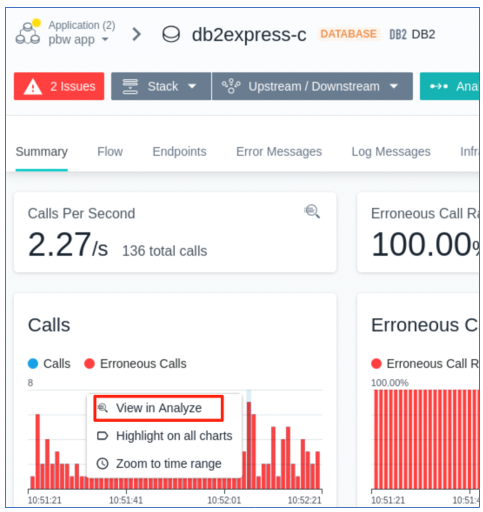 Application (2)
pbw app
db2express-c DATABASE DB2 DB2
2 Issues Stack Upstream / Downstream Ana
Summary Flow Endpoints Error Messages Log Messages Infr
Calls Per Second
2.27/s 136 total calls
Erroneous Call Ra
100.00%
Calls
Calls Erroneous Calls
8
View in Analyze
Highlight on all charts
Zoom to time range
10:51:21 10:51:41 10:52:01 10:52:21
Erroneous C
Erroneous Call R
100.00%
10:51:21 10:51:4